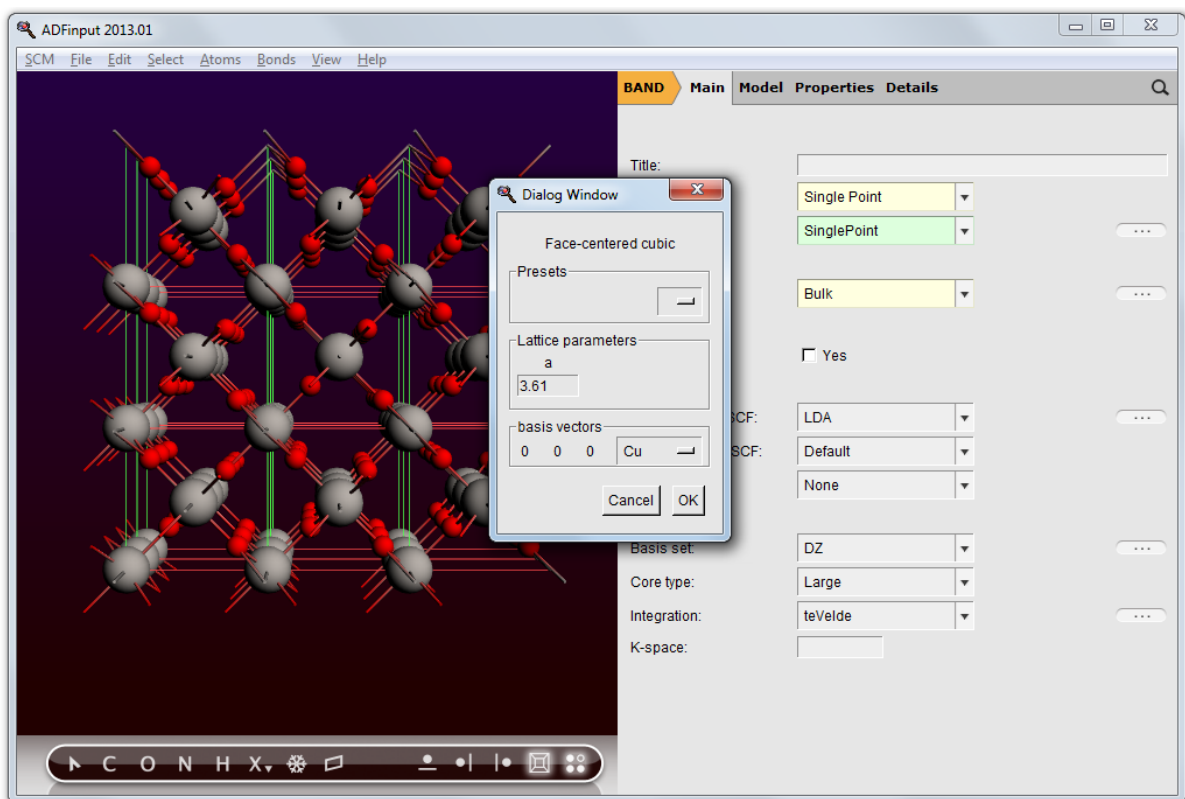 ADFinput 2013.01
SCM File Edit Select Atoms Bonds View Help
BAND Main Model Properties Details
Title:
Single Point
SinglePoint
...
Bulk
...
Yes
SCF: LDA
...
SCF: Default
None
Dialog Window
Face-centered cubic
Presets
Lattice parameters
a
3.61
basis vectors
0 0 0 Cu
Cancel OK
Basis set: DZ
...
Core type: Large
Integration: teVelde
...
K-space:
C O N H X